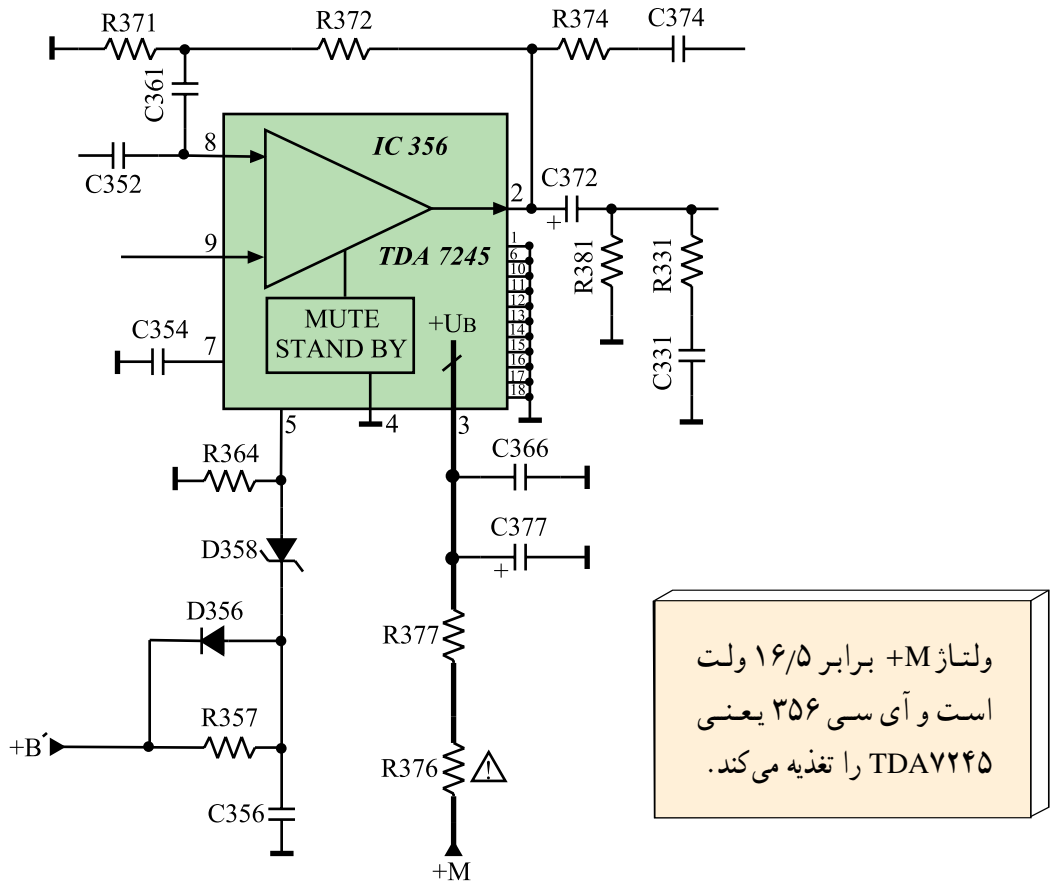 R371
R372
R374
C374
C361
8
IC 356
C352
2
C372
+
9
TDA 7245
1
6
10
11
12
13
14
15
16
17
18
R381
R331
C331
MUTE
STAND BY
+UB
C354
7
5
4
3
R364
C366
D358
C377
+
D356
R377
R357
+B′
R376
C356
+M
ولتاژ M+ برابر ۱۶/۵ ولت
است و آی سی ۳۵۶ یعنی
TDA۷۲۴۵ را تغذیه می‌کند.